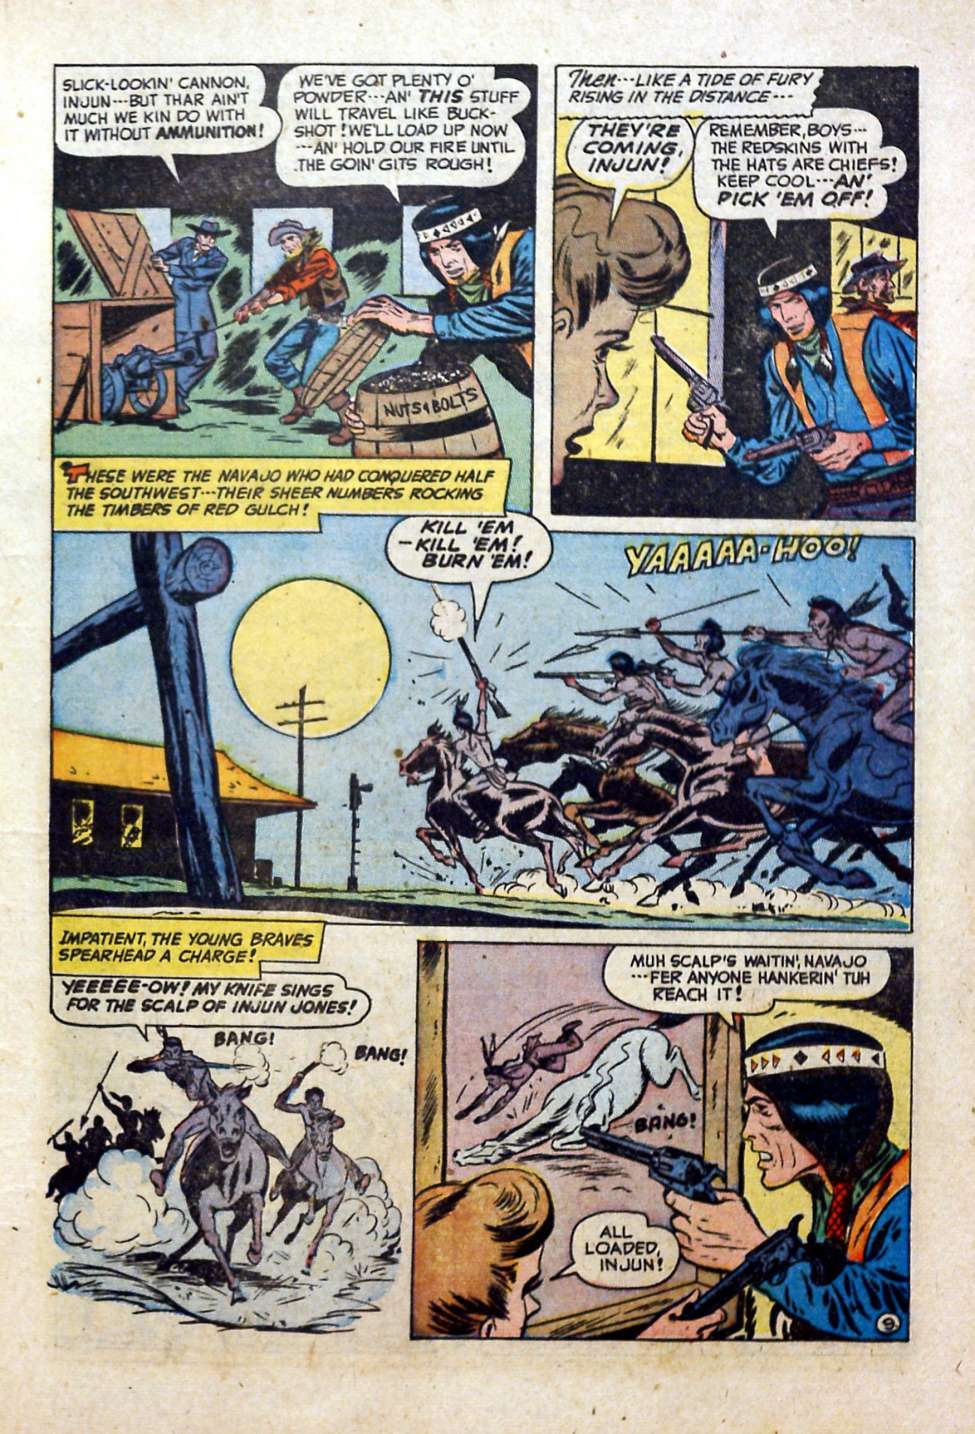 SLICK-LOOKIN' CANNON,
INJUN---BUT THAR AIN'T
MUCH WE KIN DO WITH
IT WITHOUT AMMUNITION!
WE'VE GOT PLENTY O'
POWDER---AN' THIS STUFF
WILL TRAVEL LIKE BUCK-
SHOT! WE'LL LOAD UP NOW
---AN' HOLD OUR FIRE UNTIL
THE GOIN' GITS ROUGH!
NUTS & BOLTS
Then---LIKE A TIDE OF FURY
RISING IN THE DISTANCE---
THEY'RE
COMING,
INJUN!
REMEMBER, BOYS---
THE REDSKINS WITH
THE HATS ARE CHIEFS!
KEEP COOL---AN'
PICK 'EM OFF!
THESE WERE THE NAVAJO WHO HAD CONQUERED HALF
THE SOUTHWEST---THEIR SHEER NUMBERS ROCKING
THE TIMBERS OF RED GULCH!
KILL 'EM
-KILL 'EM!
BURN 'EM!
YAAAAA-HOO!
IMPATIENT, THE YOUNG BRAVES
SPEARHEAD A CHARGE!
YEEEEE-OW! MY KNIFE SINGS
FOR THE SCALP OF INJUN JONES!
BANG!
BANG!
MUH SCALP'S WAITIN', NAVAJO
---FER ANYONE HANKERIN' TUH
REACH IT!
BANG!
ALL
LOADED,
INJUN!
9